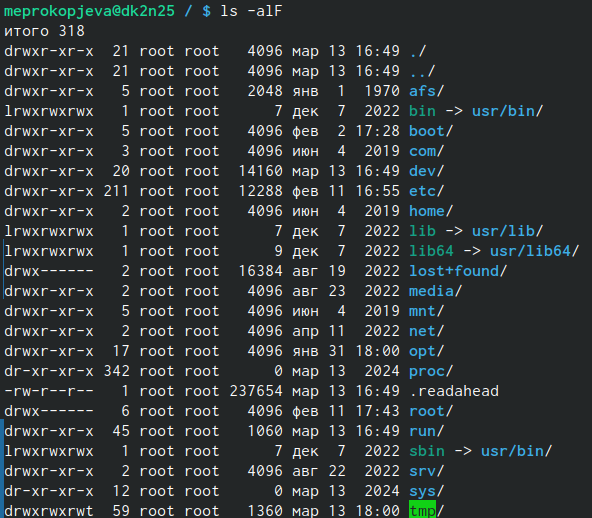 meprokopjeva@dk2n25 / $ ls -alF
итого 318
drwxr-xr-x  21 root root   4096 мар 13 16:49 ./
drwxr-xr-x  21 root root   4096 мар 13 16:49 ../
drwxr-xr-x   5 root root   2048 янв  1  1970 afs/
lrwxrwxrwx   1 root root      7 дек  7  2022 bin -> usr/bin/
drwxr-xr-x   5 root root   4096 фев  2 17:28 boot/
drwxr-xr-x   3 root root   4096 июн  4  2019 com/
drwxr-xr-x  20 root root  14160 мар 13 16:49 dev/
drwxr-xr-x 211 root root  12288 фев 11 16:55 etc/
drwxr-xr-x   2 root root   4096 июн  4  2019 home/
lrwxrwxrwx   1 root root      7 дек  7  2022 lib -> usr/lib/
lrwxrwxrwx   1 root root      9 дек  7  2022 lib64 -> usr/lib64/
drwx------   2 root root  16384 авг 19  2022 lost+found/
drwxr-xr-x   2 root root   4096 авг 23  2022 media/
drwxr-xr-x   5 root root   4096 июн  4  2019 mnt/
drwxr-xr-x   2 root root   4096 апр 11  2022 net/
drwxr-xr-x  17 root root   4096 янв 31 18:00 opt/
dr-xr-xr-x 342 root root      0 мар 13  2024 proc/
-rw-r--r--   1 root root 237654 мар 13 16:49 .readahead
drwx------   6 root root   4096 фев 11 17:43 root/
drwxr-xr-x  45 root root   1060 мар 13 16:49 run/
lrwxrwxrwx   1 root root      7 дек  7  2022 sbin -> usr/bin/
drwxr-xr-x   2 root root   4096 авг 22  2022 srv/
dr-xr-xr-x  12 root root      0 мар 13  2024 sys/
drwxrwxrwt  59 root root   1360 мар 13 18:00 tmp/